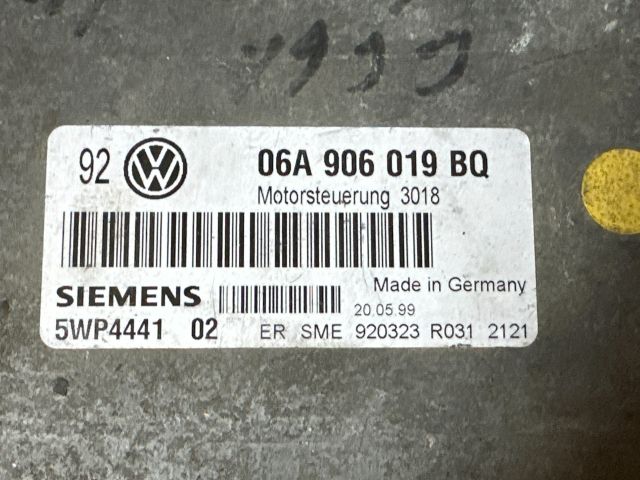 92 VW 06A 906 019 BQ
Motorsteuerung 3018
Made in Germany
SIEMENS 20.05.99
5WP4441 02 ER SME 920323 R031 2121